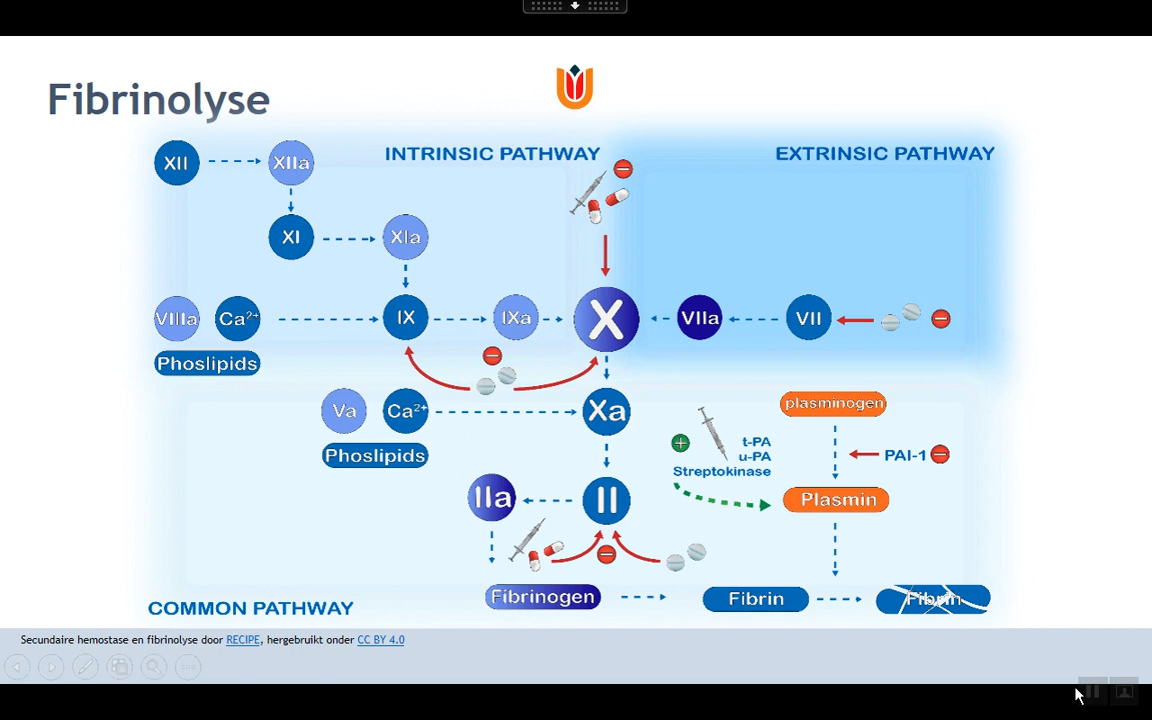 Fibrinolyse
INTRINSIC PATHWAY
EXTRINSIC PATHWAY
XII
XIIa
XI
XIa
VIIIa
Ca²⁺
IX
IXa
X
VIIa
VII
Phoslipids
Va
Ca²⁺
Xa
plasminogen
Phoslipids
t-PA
u-PA
Streptokinase
PAI-1
IIa
II
Plasmin
Fibrinogen
Fibrin
Fibrin
COMMON PATHWAY
Secundaire hemostase en fibrinolyse door RECIPE, hergebruikt onder CC BY 4.0